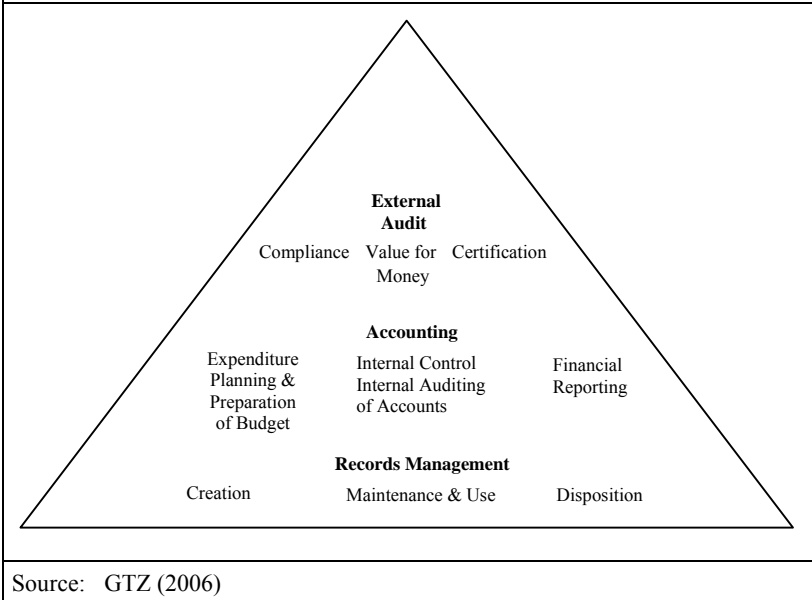 External
Audit
Compliance Value for Certification
Money
Accounting
Expenditure
Planning &
Preparation
of Budget
Internal Control
Internal Auditing
of Accounts
Financial
Reporting
Records Management
Creation Maintenance & Use Disposition
Source: GTZ (2006)